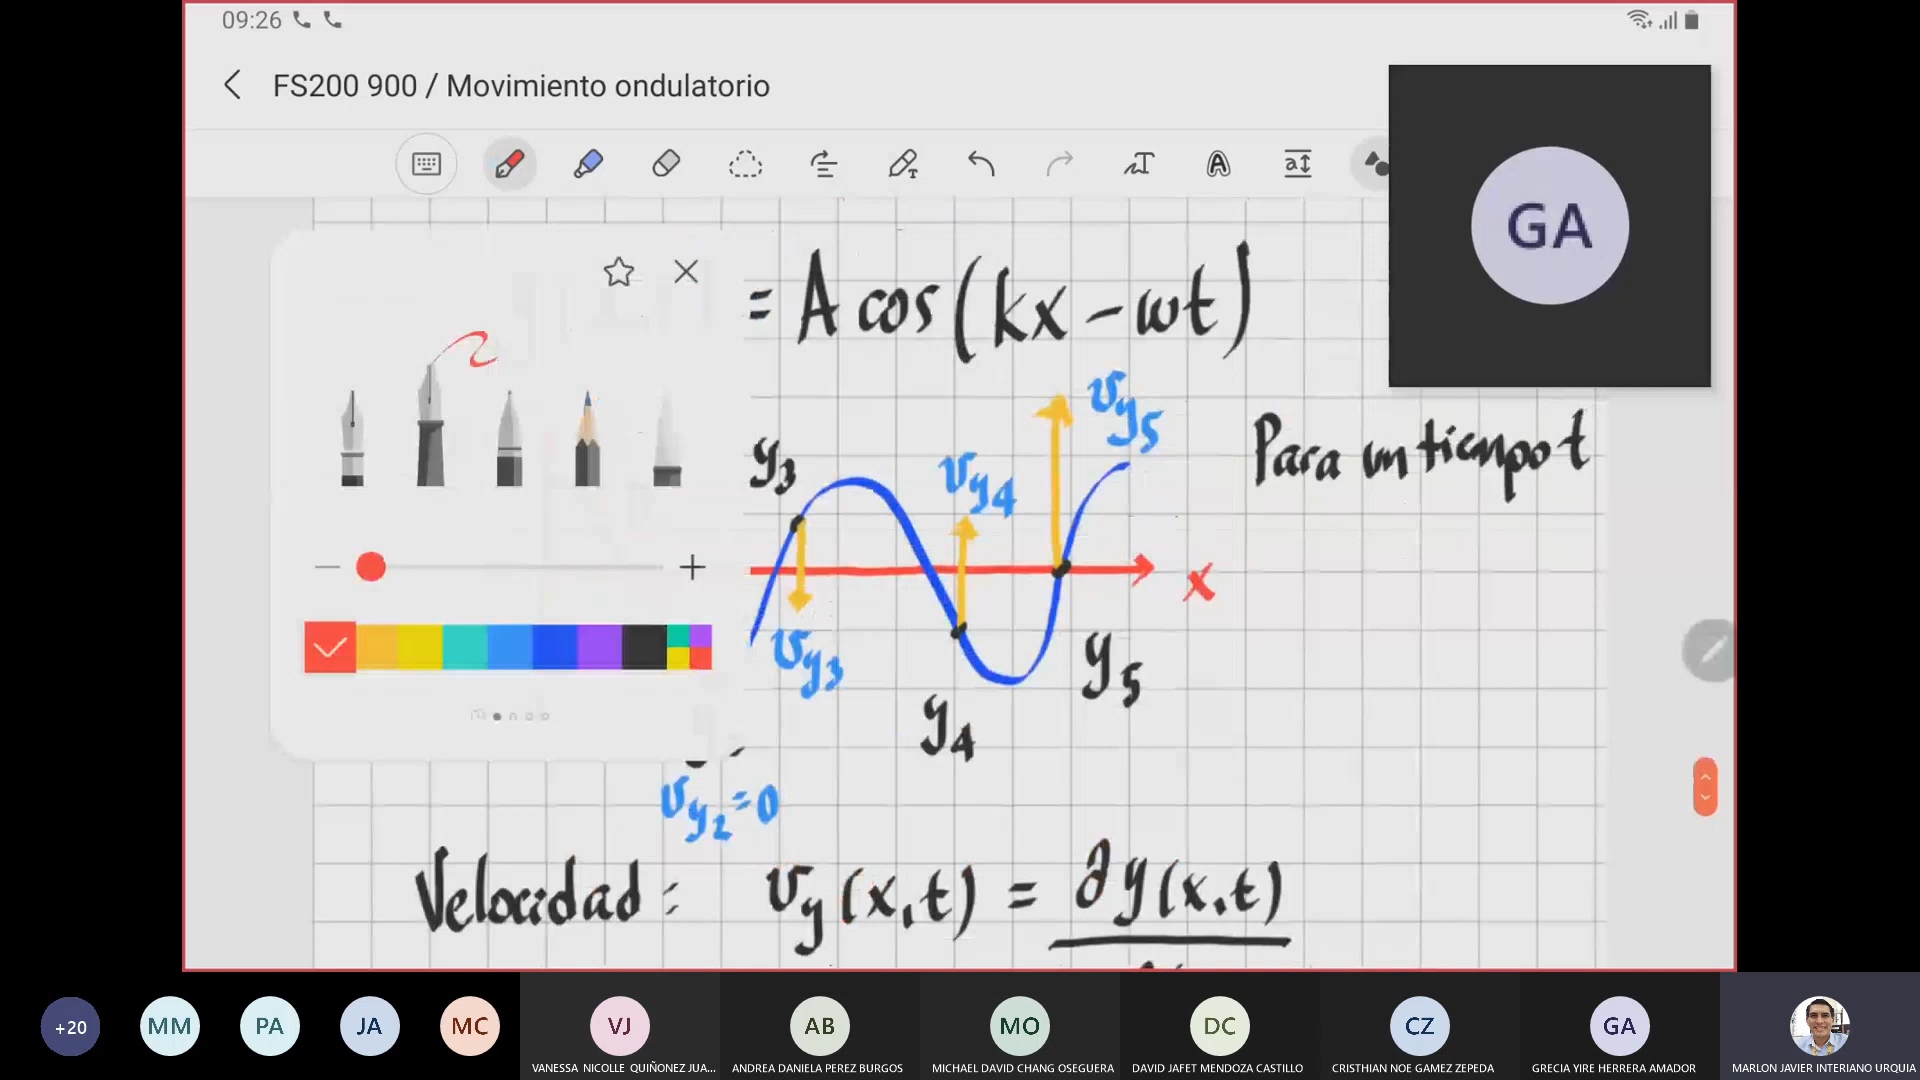 09:26
FS200 900 / Movimiento ondulatorio
GA
= A cos(kx - ωt)
Para un tiempo t
y3
vy4
vy5
x
vy3
y4
y5
vy2 = 0
Velocidad : vy(x,t) = ∂y(x,t)
+20
MM
PA
JA
MC
VJ
AB
MO
DC
CZ
GA
VANESSA NICOLLE QUIÑONEZ JUA...
ANDREA DANIELA PEREZ BURGOS
MICHAEL DAVID CHANG OSEGUERA
DAVID JAFET MENDOZA CASTILLO
CRISTHIAN NOE GAMEZ ZEPEDA
GRECIA YIRE HERRERA AMADOR
MARLON JAVIER INTERIANO URQUIA